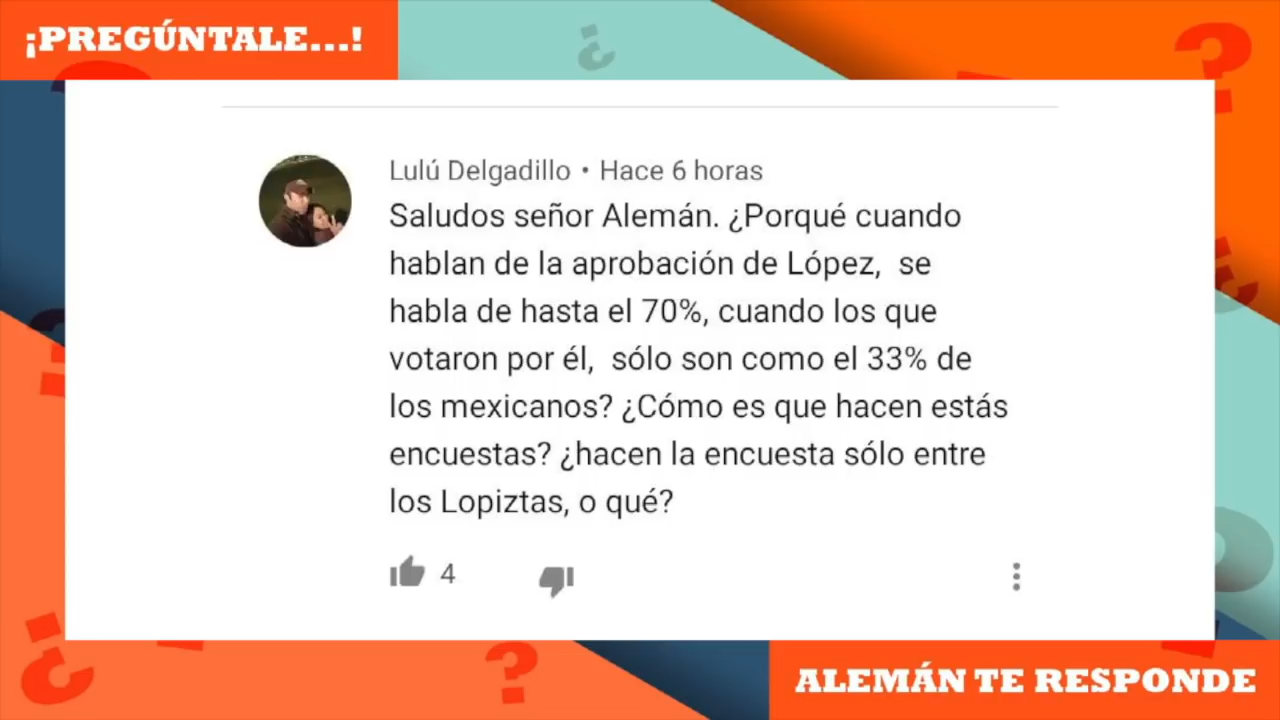 ¡PREGÚNTALE...!
Lulú Delgadillo • Hace 6 horas
Saludos señor Alemán. ¿Porqué cuando
hablan de la aprobación de López,  se
habla de hasta el 70%, cuando los que
votaron por él,  sólo son como el 33% de
los mexicanos? ¿Cómo es que hacen estás
encuestas? ¿hacen la encuesta sólo entre
los Lopiztas, o qué?
4
ALEMÁN TE RESPONDE